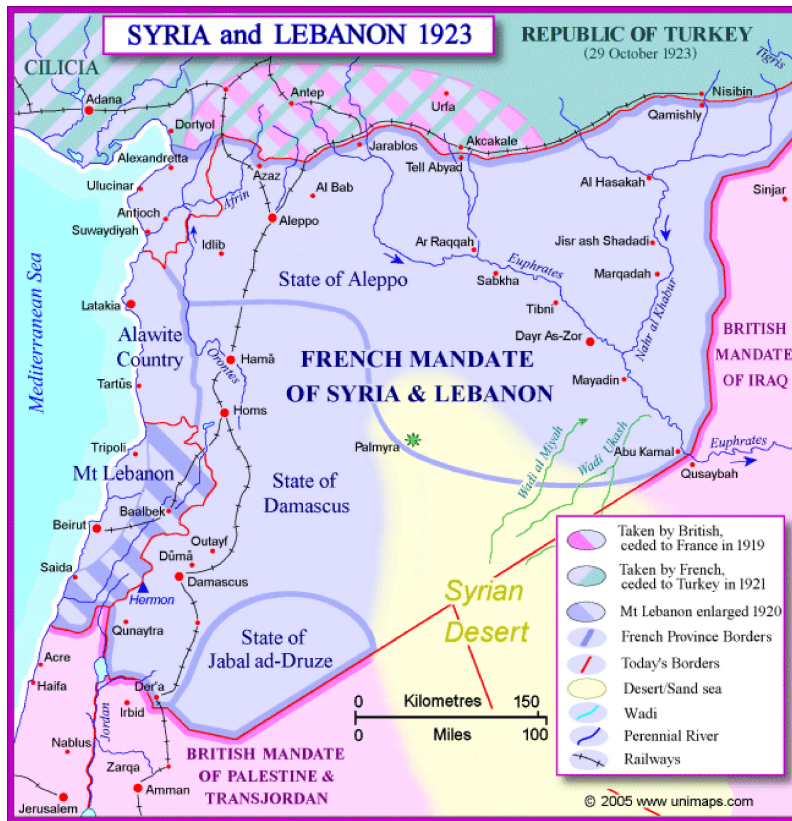 SYRIA and LEBANON 1923
REPUBLIC OF TURKEY
(29 October 1923)
Tigris
CILICIA
Adana
Antep
Urfa
Nisibin
Qamishly
Dortyol
Jarablos
Akcakale
Tell Abyad
Alexandretta
Ulucinar
Azaz
Al Bab
Al Hasakah
Sinjar
Afrin
Antioch
Suwaydiyah
Aleppo
Idlib
Ar Raqqah
Jisr ash Shadadi
Euphrates
Sabkha
Marqadah
State of Aleppo
Tibni
Nahr al Khabur
Mediterranean Sea
Latakia
Alawite
Country
Dayr As-Zor
BRITISH
MANDATE
OF IRAQ
Orontes
Hamå
FRENCH MANDATE
OF SYRIA & LEBANON
Mayadin
Tartůs
Homs
Tripoli
Palmyra
Wadi al Miyah
Wadi Ukash
Abu Kamal
Euphrates
Qusaybah
Mt Lebanon
State of
Damascus
Baalbek
Beirut
Outayf
Důmå
Saida
Damascus
Hermon
Syrian
Desert
Qunaytra
State of
Jabal ad-Druze
Acre
Haifa
Der'a
Irbid
Jordan
Nablus
Zarqa
Amman
Jerusalem
BRITISH MANDATE
OF PALESTINE &
TRANSJORDAN
0 Kilometres 150
0 Miles 100
Taken by British,
ceded to France in 1919
Taken by French,
ceded to Turkey in 1921
Mt Lebanon enlarged 1920
French Province Borders
Today's Borders
Desert/Sand sea
Wadi
Perennial River
Railways
© 2005 www unimaps.com